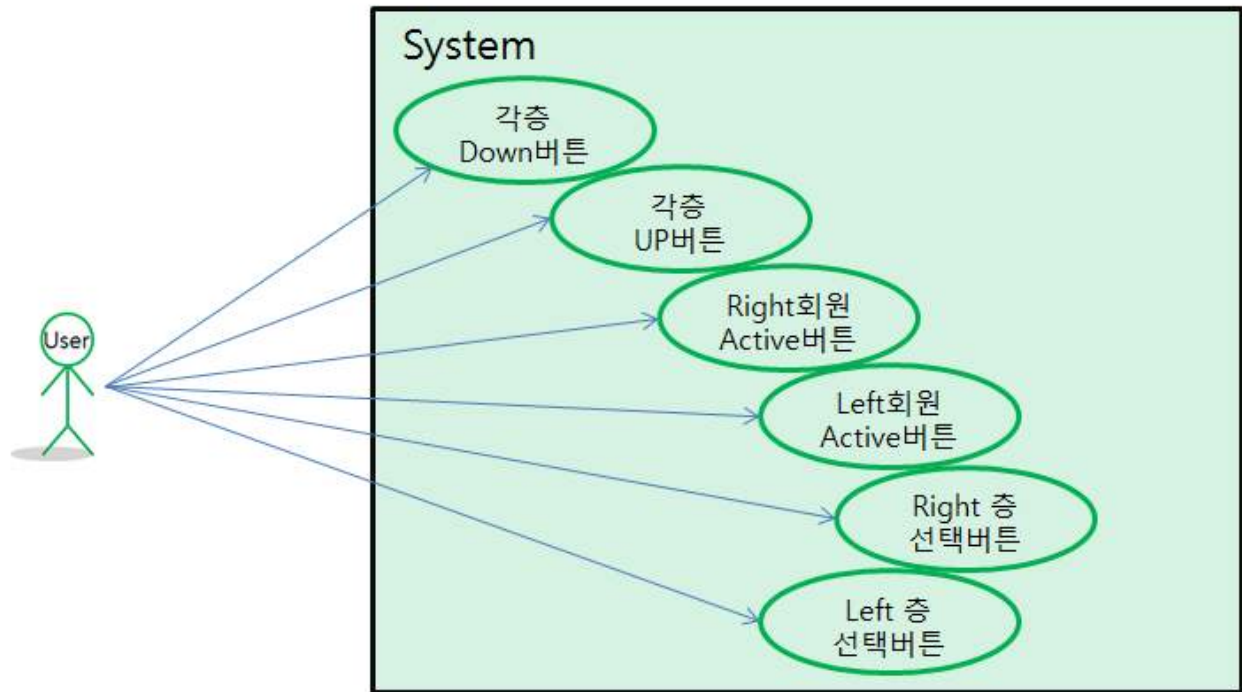 System
각층
Down버튼
각층
UP버튼
Right회원
Active버튼
User
Left회원
Active버튼
Right 층
선택버튼
Left 층
선택버튼